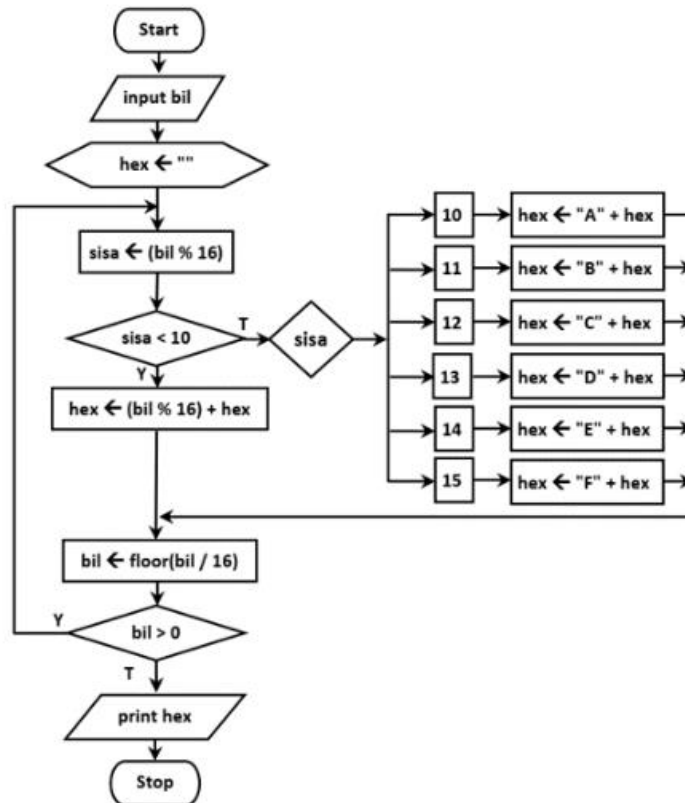 Start
input bil
hex ← ""
sisa ← (bil % 16)
sisa < 10
T
sisa
Y
hex ← (bil % 16) + hex
10
hex ← "A" + hex
11
hex ← "B" + hex
12
hex ← "C" + hex
13
hex ← "D" + hex
14
hex ← "E" + hex
15
hex ← "F" + hex
bil ← floor(bil / 16)
Y
bil > 0
T
print hex
Stop